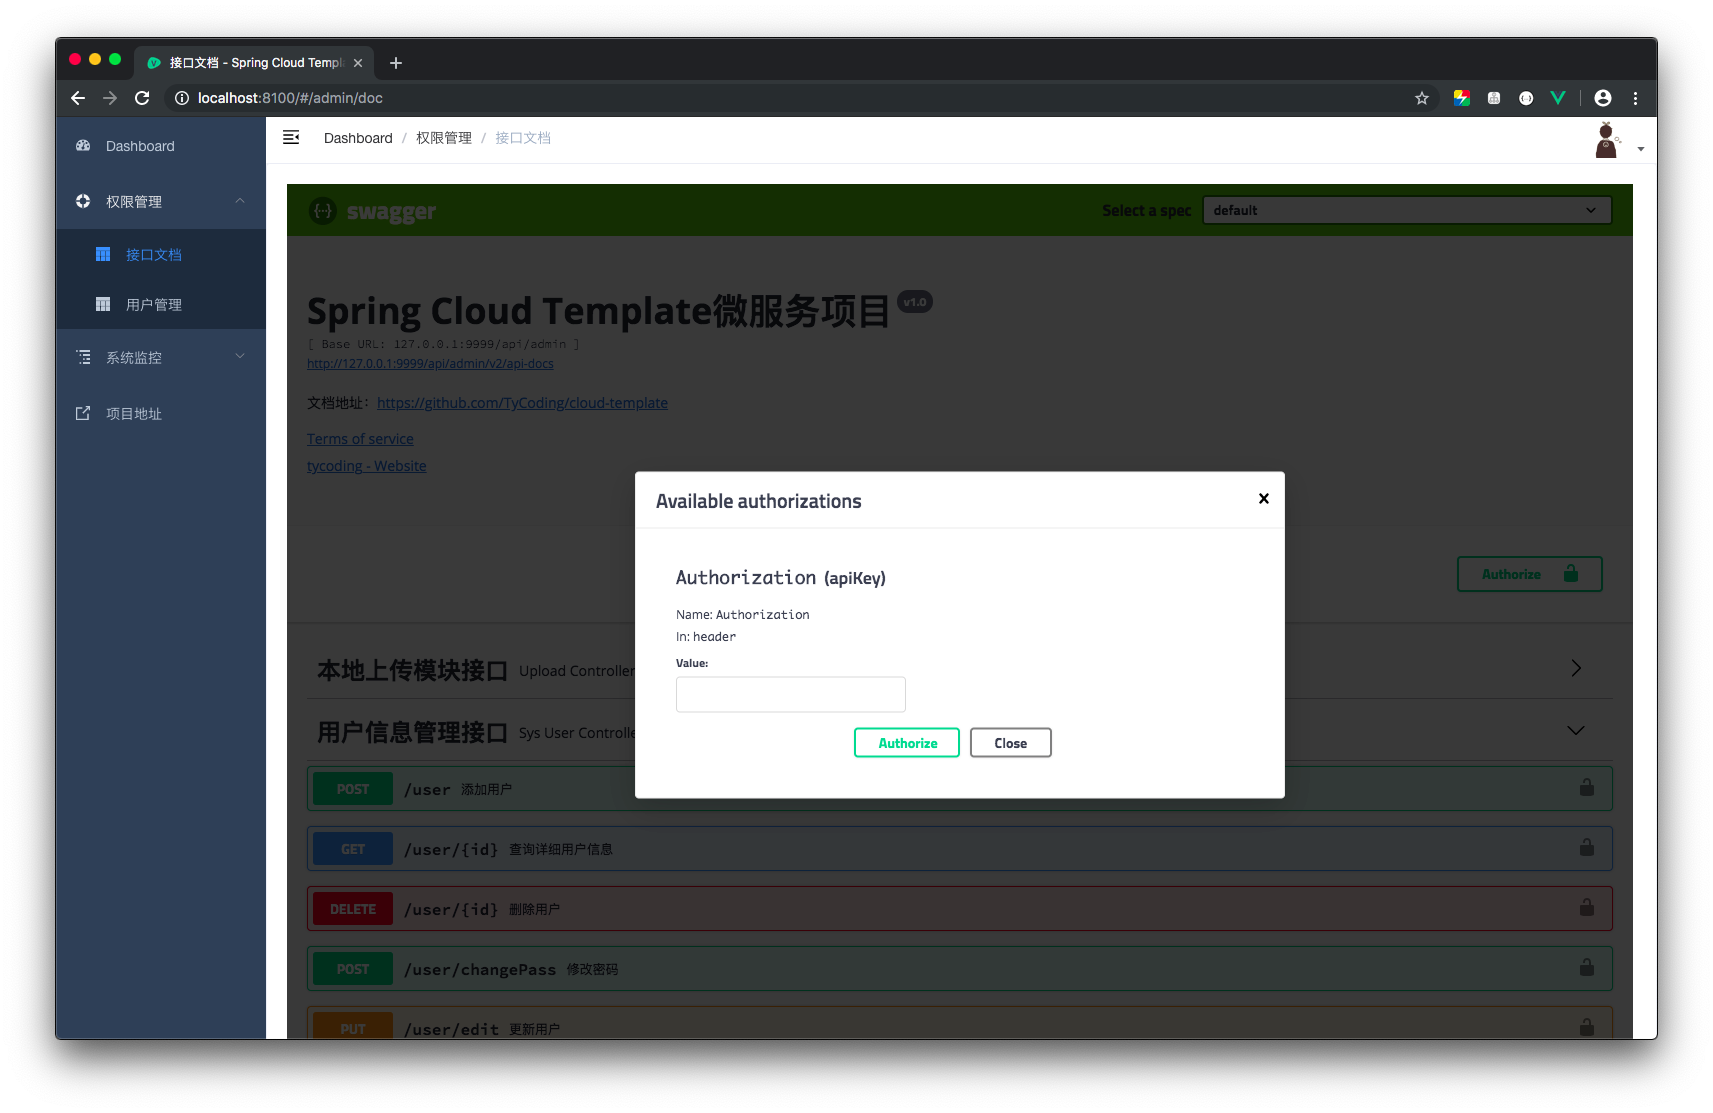 接口文档 - Spring Cloud Templ
localhost:8100/#/admin/doc
Dashboard
权限管理
接口文档
用户管理
系统监控
项目地址
Dashboard / 权限管理 / 接口文档
{··} swagger
Select a spec
default
Spring Cloud Template微服务项目 v1.0
[ Base URL: 127.0.0.1:9999/api/admin ]
http://127.0.0.1:9999/api/admin/v2/api-docs
文档地址：https://github.com/TyCoding/cloud-template
Terms of service
tycoding - Website
Authorize
Available authorizations
Authorization (apiKey)
Name: Authorization
In: header
Value:
Authorize
Close
本地上传模块接口 Upload Controller
用户信息管理接口 Sys User Controlle
POST /user 添加用户
GET /user/{id} 查询详细用户信息
DELETE /user/{id} 删除用户
POST /user/changePass 修改密码
PUT /user/edit 更新用户